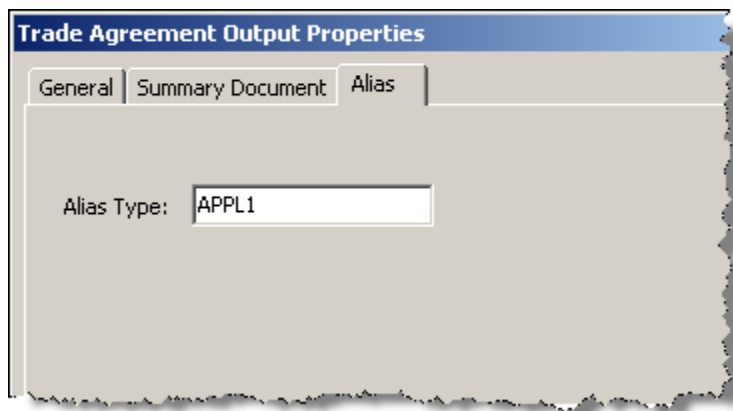 Trade Agreement Output Properties
General Summary Document Alias
Alias Type: APPL1